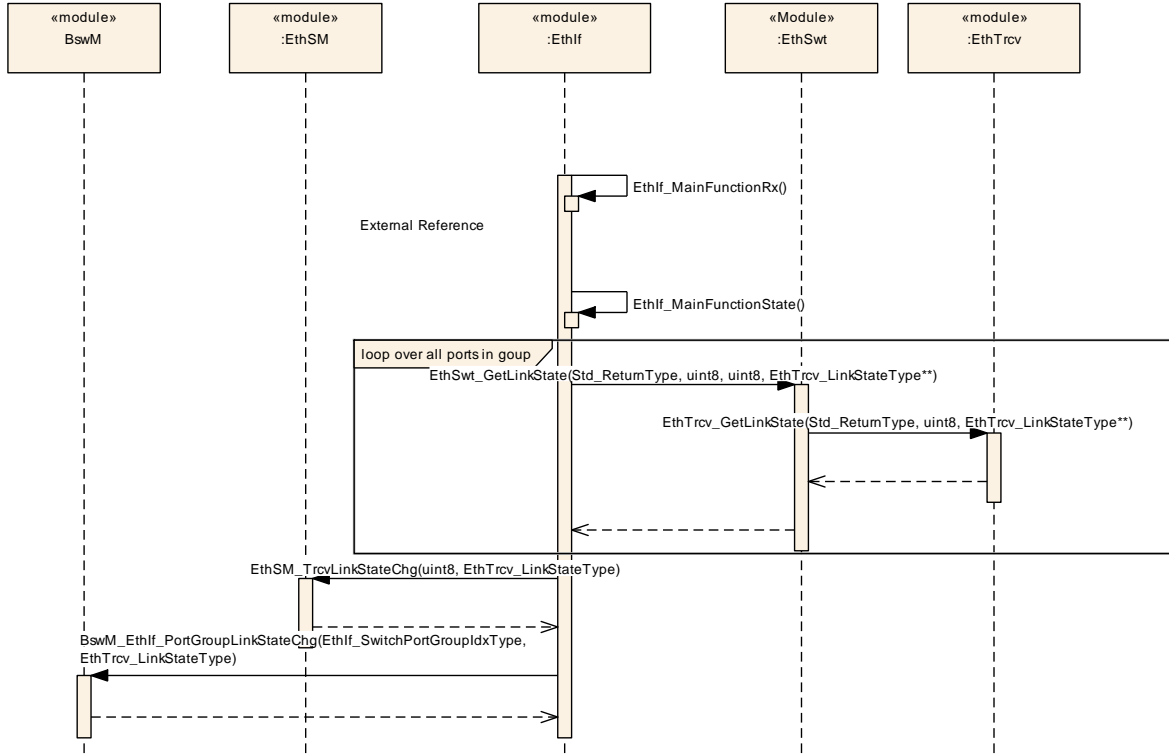 «module»
BswM
«module»
:EthSM
«module»
:EthIf
«Module»
:EthSwt
«module»
:EthTrcv
EthIf_MainFunctionRx()
External Reference
EthIf_MainFunctionState()
loop over all ports in goup
EthSwt_GetLinkState(Std_ReturnType, uint8, uint8, EthTrcv_LinkStateType**)
EthTrcv_GetLinkState(Std_ReturnType, uint8, EthTrcv_LinkStateType**)
EthSM_TrcvLinkStateChg(uint8, EthTrcv_LinkStateType)
BswM_EthIf_PortGroupLinkStateChg(EthIf_SwitchPortGroupIdxType,
EthTrcv_LinkStateType)